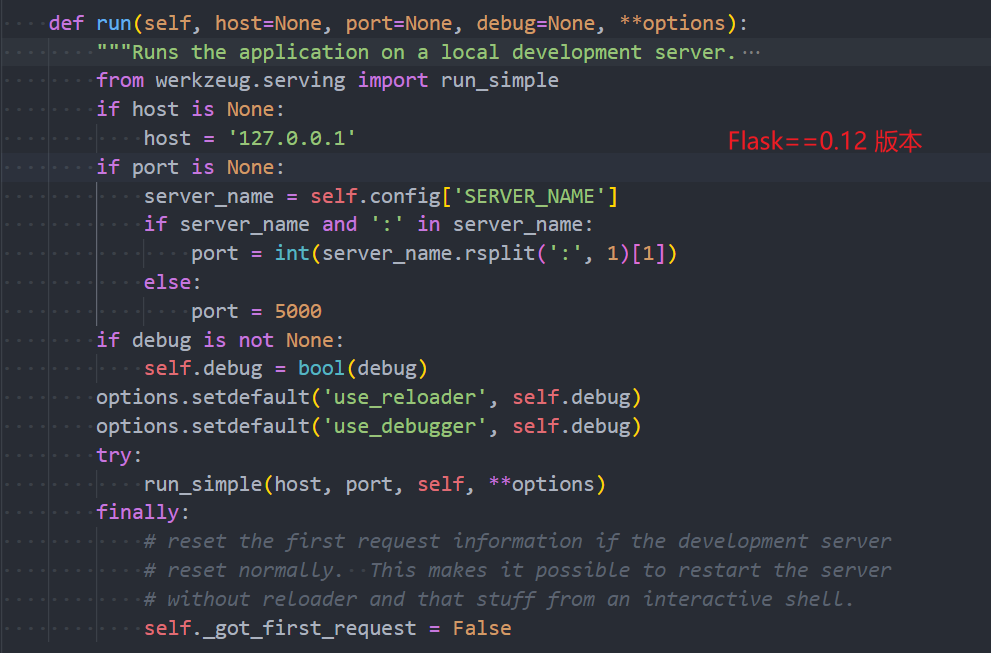 def run(self, host=None, port=None, debug=None, **options):
"""Runs the application on a local development server. ···
from werkzeug.serving import run_simple
if host is None:
host = '127.0.0.1'
Flask==0.12 版本
if port is None:
server_name = self.config['SERVER_NAME']
if server_name and ':' in server_name:
port = int(server_name.rsplit(':', 1)[1])
else:
port = 5000
if debug is not None:
self.debug = bool(debug)
options.setdefault('use_reloader', self.debug)
options.setdefault('use_debugger', self.debug)
try:
run_simple(host, port, self, **options)
finally:
# reset the first request information if the development server
# reset normally.  This makes it possible to restart the server
# without reloader and that stuff from an interactive shell.
self._got_first_request = False